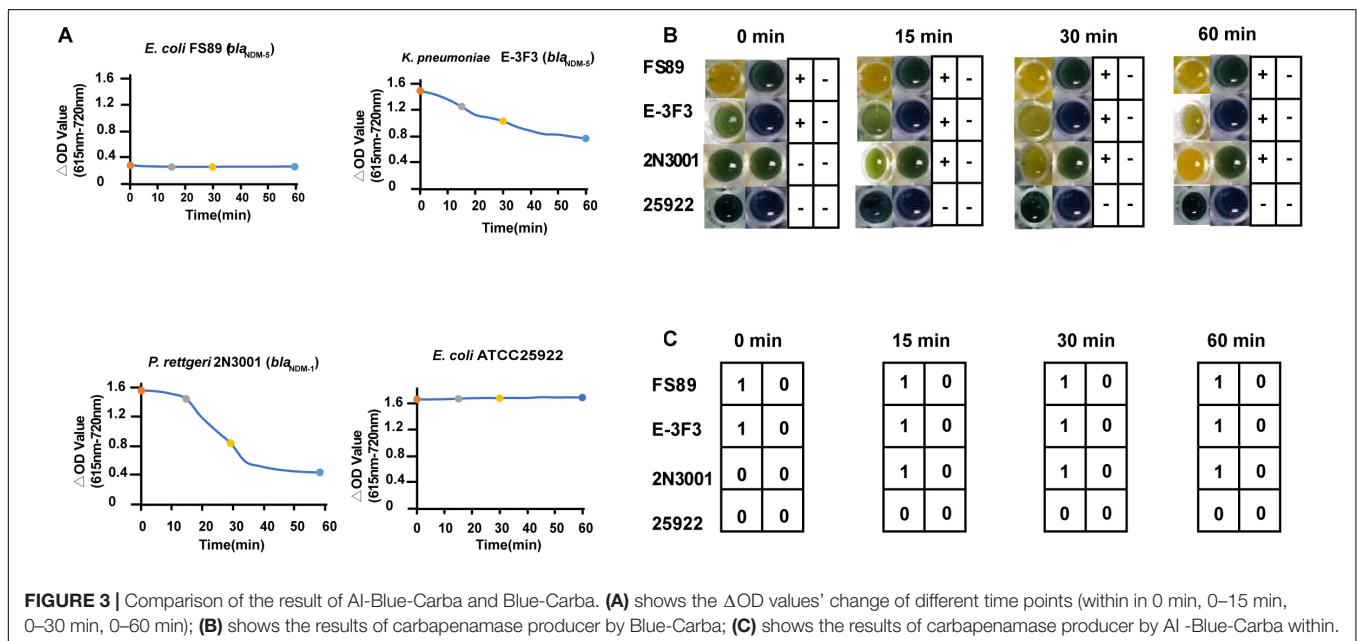 A
E. coli FS89 (bla NDM-5)
1.6
1.2
0.8
0.4
0
△OD Value
(615nm-720nm)
0 10 20 30 40 50 60
Time(min)
K. pneumoniae E-3F3 (bla NDM-5)
1.6
1.2
0.8
0.4
0
△OD Value
(615nm-720nm)
0 10 20 30 40 50 60
Time(min)
P. rettgeri 2N3001 (bla NDM-1)
1.6
1.2
0.8
0.4
0
△OD Value
(615nm-720nm)
0 10 20 30 40 50 60
Time(min)
E. coli ATCC25922
1.6
1.2
0.8
0.4
0
△OD Value
(615nm-720nm)
0 10 20 30 40 50 60
Time(min)
B
0 min 15 min 30 min 60 min
FS89 + - + - + - + -
E-3F3 + - + - + - + -
2N3001 - - + - + - + -
25922 - - - - - - - -
C
0 min 15 min 30 min 60 min
FS89 1 0 1 0 1 0 1 0
E-3F3 1 0 1 0 1 0 1 0
2N3001 0 0 1 0 1 0 1 0
25922 0 0 0 0 0 0 0 0
FIGURE 3 | Comparison of the result of AI-Blue-Carba and Blue-Carba. (A) shows the ΔOD values' change of different time points (within in 0 min, 0–15 min,
0–30 min, 0–60 min); (B) shows the results of carbapenamase producer by Blue-Carba; (C) shows the results of carbapenamase producer by AI -Blue-Carba within.